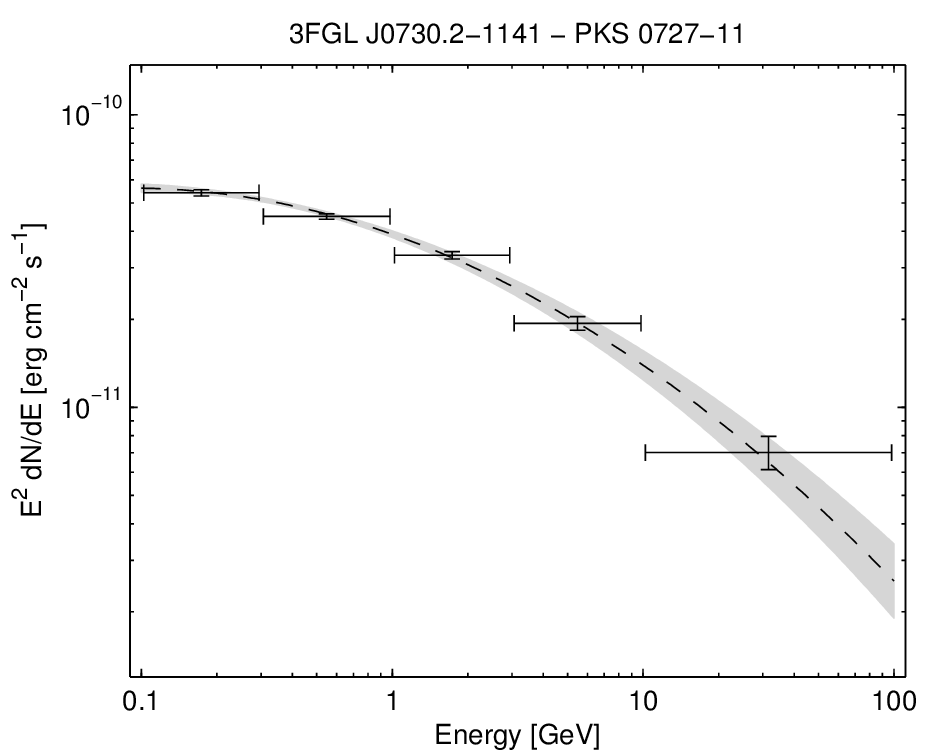 3FGL J0730.2−1141 − PKS 0727−11
E² dN/dE [erg cm⁻² s⁻¹]
10⁻¹⁰
10⁻¹¹
0.1 1 10 100
Energy [GeV]